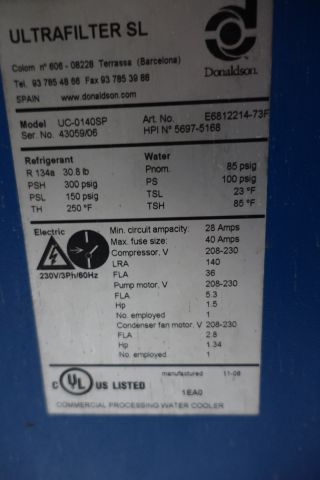 ULTRAFILTER SL
Colom nº 606 - 08228 Terrassa (Barcelona)
Tel. 93 785 48 66 Fax 93 785 39 86
SPAIN www.donaldson.com
Donaldson®
Model UC-0140SP Art. No. E6812214-73F
Ser. No. 43059/06 HPI Nº 5697-5168
Refrigerant Water
R 134a 30.8 lb Pnom. 85 psig
PSH 300 psig PS 100 psig
PSL 150 psig TSL 23 °F
TH 250 °F TSH 85 °F
Electric Min. circuit ampacity: 28 Amps
Max. fuse size: 40 Amps
Compressor, V 208-230
LRA 140
230V/3Ph/60Hz FLA 36
Pump motor, V 208-230
FLA 5.3
Hp 1.5
No. employed 1
Condenser fan motor, V 208-230
FLA 2.8
Hp 1.34
No. employed 1
C UL US LISTED manufactured 11-06
1EA0
COMMERCIAL PROCESSING WATER COOLER